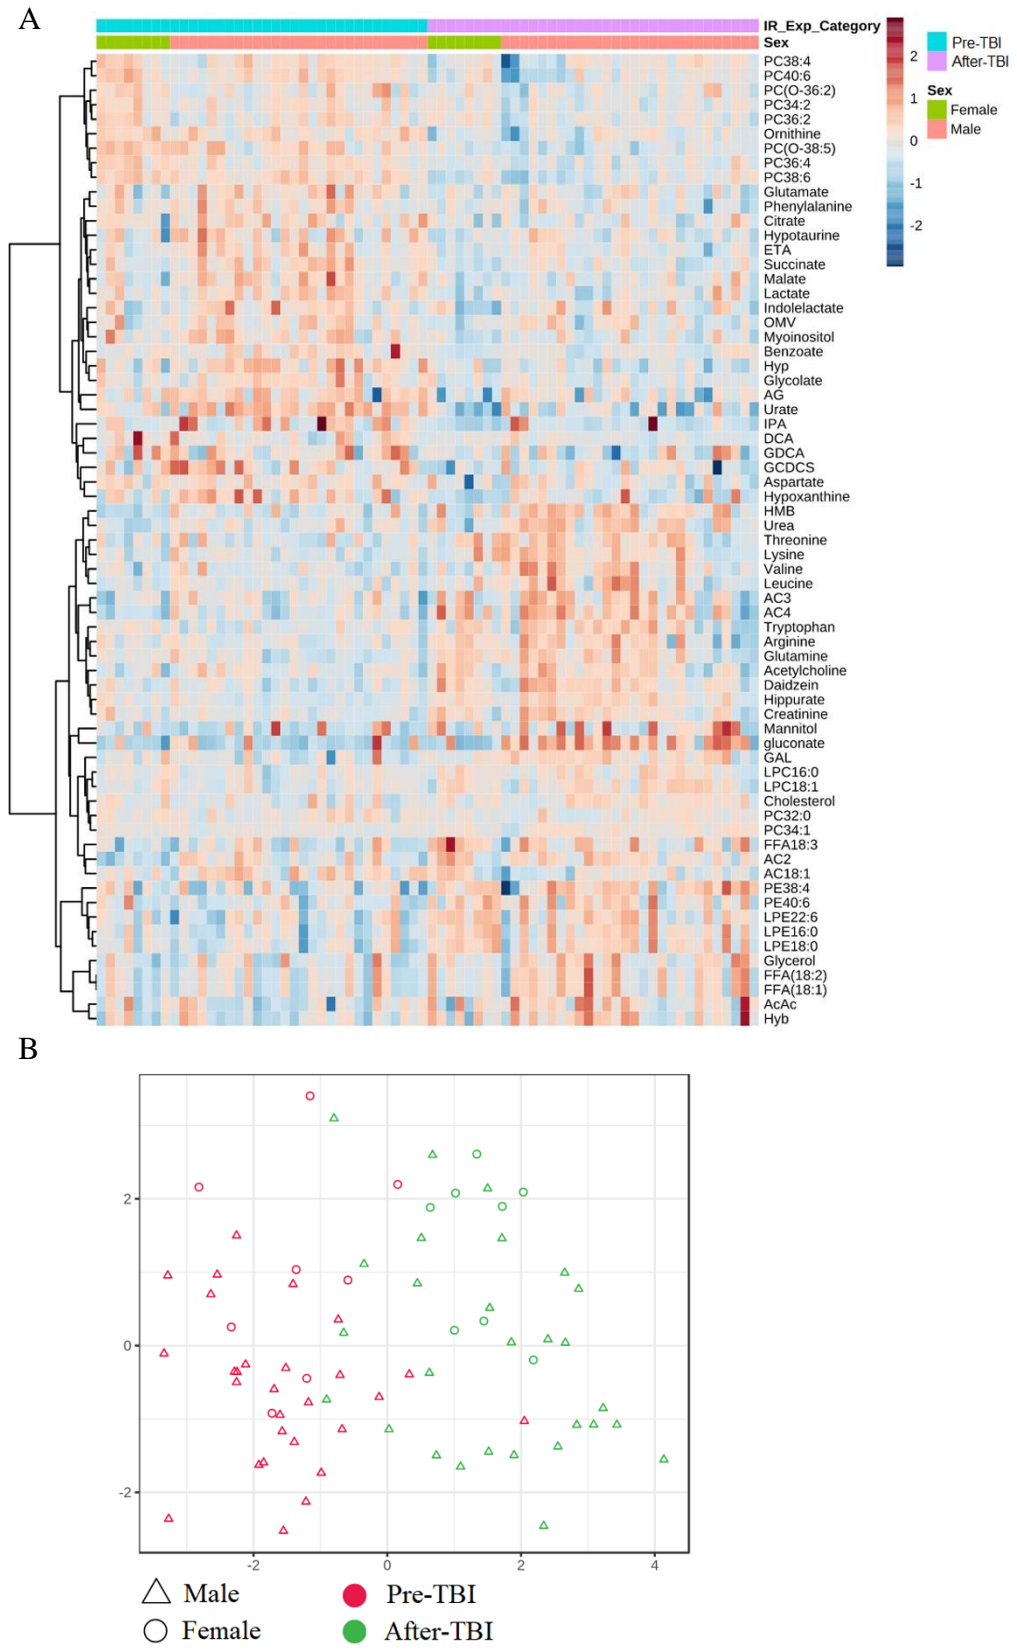 A
IR_Exp_Category
Sex
PC38:4
PC40:6
PC(O-36:2)
PC34:2
PC36:2
Ornithine
PC(O-38:5)
PC36:4
PC38:6
Glutamate
Phenylalanine
Citrate
Hypotaurine
ETA
Succinate
Malate
Lactate
Indolelactate
OMV
Myoinositol
Benzoate
Hyp
Glycolate
AG
Urate
IPA
DCA
GDCA
GCDCS
Aspartate
Hypoxanthine
HMB
Urea
Threonine
Lysine
Valine
Leucine
AC3
AC4
Tryptophan
Arginine
Glutamine
Acetylcholine
Daidzein
Hippurate
Creatinine
Mannitol
gluconate
GAL
LPC16:0
LPC18:1
Cholesterol
PC32:0
PC34:1
FFA18:3
AC2
AC18:1
PE38:4
PE40:6
LPE22:6
LPE16:0
LPE18:0
Glycerol
FFA(18:2)
FFA(18:1)
AcAc
Hyb
2
1
0
-1
-2
Pre-TBI
After-TBI
Sex
Female
Male
B
2
0
-2
-2 0 2 4
Male Pre-TBI
Female After-TBI